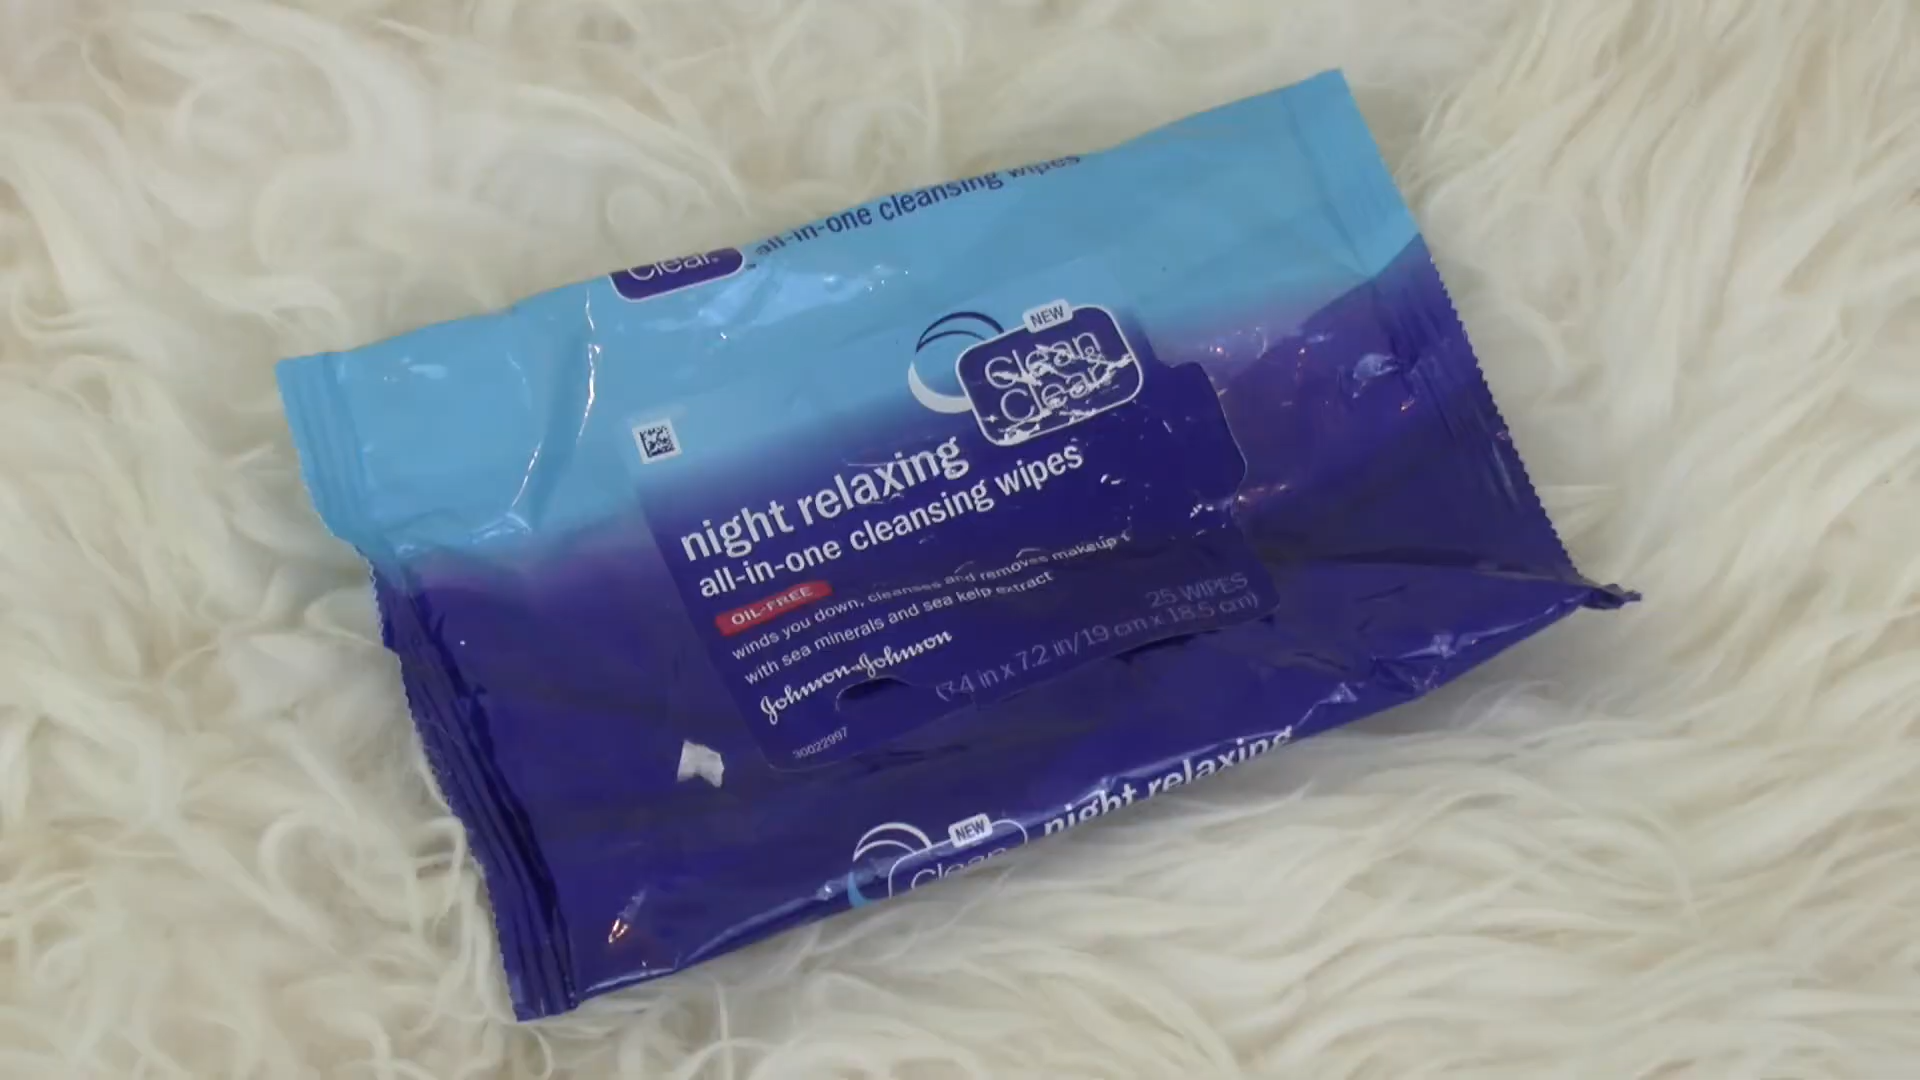 Clear
all-in-one cleansing wipes
NEW
Clean
Clear
night relaxing
all-in-one cleansing wipes
OIL-FREE
winds you down, cleanses and removes makeup
with sea minerals and sea kelp extract
Johnson & Johnson
25 WIPES
in x 7.2 in/19 cm x 18.5 cm)
30022997
NEW
Clean
night relaxing